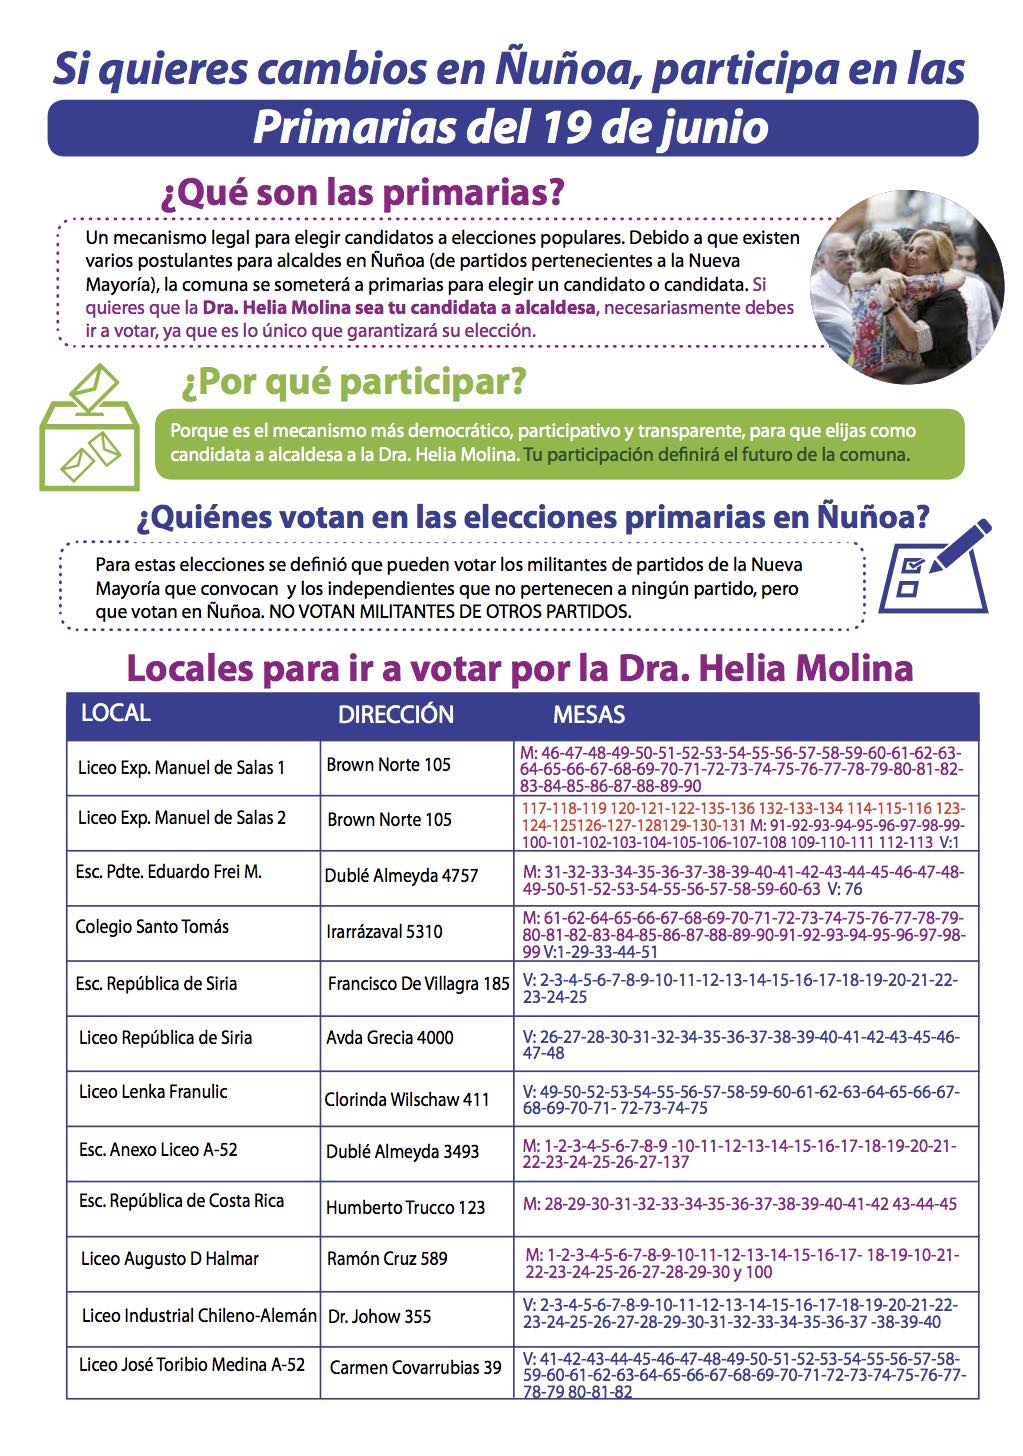 Si quieres cambios en Ñuñoa, participa en las
Primarias del 19 de junio
¿Qué son las primarias?
Un mecanismo legal para elegir candidatos a elecciones populares. Debido a que existen
varios postulantes para alcaldes en Ñuñoa (de partidos pertenecientes a la Nueva
Mayoría), la comuna se someterá a primarias para elegir un candidato o candidata. Si
quieres que la Dra. Helia Molina sea tu candidata a alcaldesa, necesariasmente debes
ir a votar, ya que es lo único que garantizará su elección.
¿Por qué participar?
Porque es el mecanismo más democrático, participativo y transparente, para que elijas como
candidata a alcaldesa a la Dra. Helia Molina. Tu participación definirá el futuro de la comuna.
¿Quiénes votan en las elecciones primarias en Ñuñoa?
Para estas elecciones se definió que pueden votar los militantes de partidos de la Nueva
Mayoría que convocan  y los independientes que no pertenecen a ningún partido, pero
que votan en Ñuñoa. NO VOTAN MILITANTES DE OTROS PARTIDOS.
Locales para ir a votar por la Dra. Helia Molina
LOCAL DIRECCIÓN MESAS
Liceo Exp. Manuel de Salas 1 Brown Norte 105
M: 46-47-48-49-50-51-52-53-54-55-56-57-58-59-60-61-62-63-
64-65-66-67-68-69-70-71-72-73-74-75-76-77-78-79-80-81-82-
83-84-85-86-87-88-89-90
Liceo Exp. Manuel de Salas 2 Brown Norte 105
117-118-119 120-121-122-135-136 132-133-134 114-115-116 123-
124-125126-127-128129-130-131 M: 91-92-93-94-95-96-97-98-99-
100-101-102-103-104-105-106-107-108 109-110-111 112-113 V:1
Esc. Pdte. Eduardo Frei M. Dublé Almeyda 4757
M: 31-32-33-34-35-36-37-38-39-40-41-42-43-44-45-46-47-48-
49-50-51-52-53-54-55-56-57-58-59-60-63 V: 76
Colegio Santo Tomás Irarrázaval 5310
M: 61-62-64-65-66-67-68-69-70-71-72-73-74-75-76-77-78-79-
80-81-82-83-84-85-86-87-88-89-90-91-92-93-94-95-96-97-98-
99 V:1-29-33-44-51
Esc. República de Siria Francisco De Villagra 185
V: 2-3-4-5-6-7-8-9-10-11-12-13-14-15-16-17-18-19-20-21-22-
23-24-25
Liceo República de Siria Avda Grecia 4000
V: 26-27-28-30-31-32-34-35-36-37-38-39-40-41-42-43-45-46-
47-48
Liceo Lenka Franulic Clorinda Wilschaw 411
V: 49-50-52-53-54-55-56-57-58-59-60-61-62-63-64-65-66-67-
68-69-70-71- 72-73-74-75
Esc. Anexo Liceo A-52 Dublé Almeyda 3493
M: 1-2-3-4-5-6-7-8-9 -10-11-12-13-14-15-16-17-18-19-20-21-
22-23-24-25-26-27-137
Esc. República de Costa Rica Humberto Trucco 123
M: 28-29-30-31-32-33-34-35-36-37-38-39-40-41-42 43-44-45
Liceo Augusto D Halmar Ramón Cruz 589
M: 1-2-3-4-5-6-7-8-9-10-11-12-13-14-15-16-17- 18-19-10-21-
22-23-24-25-26-27-28-29-30 y 100
Liceo Industrial Chileno-Alemán Dr. Johow 355
V: 2-3-4-5-6-7-8-9-10-11-12-13-14-15-16-17-18-19-20-21-22-
23-24-25-26-27-28-29-30-31-32-33-34-35-36-37 -38-39-40
Liceo José Toribio Medina A-52 Carmen Covarrubias 39
V: 41-42-43-44-45-46-47-48-49-50-51-52-53-54-55-56-57-58-
59-60-61-62-63-64-65-66-67-68-69-70-71-72-73-74-75-76-77-
78-79 80-81-82